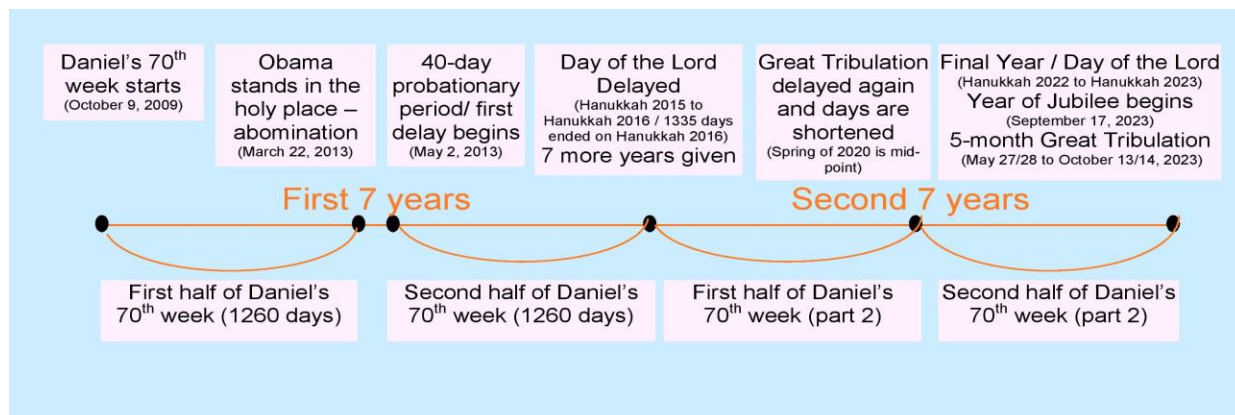 Daniel's 70th
week starts
(October 9, 2009)
Obama
stands in the
holy place –
abomination
(March 22, 2013)
40-day
probationary
period/ first
delay begins
(May 2, 2013)
Day of the Lord
Delayed
(Hanukkah 2015 to
Hanukkah 2016 / 1335 days
ended on Hanukkah 2016)
7 more years given
Great Tribulation
delayed again
and days are
shortened
(Spring of 2020 is mid-
point)
Final Year / Day of the Lord
(Hanukkah 2022 to Hanukkah 2023)
Year of Jubilee begins
(September 17, 2023)
5-month Great Tribulation
(May 27/28 to October 13/14, 2023)
First 7 years
Second 7 years
First half of Daniel's
70th week (1260 days)
Second half of Daniel's
70th week (1260 days)
First half of Daniel's
70th week (part 2)
Second half of Daniel's
70th week (part 2)